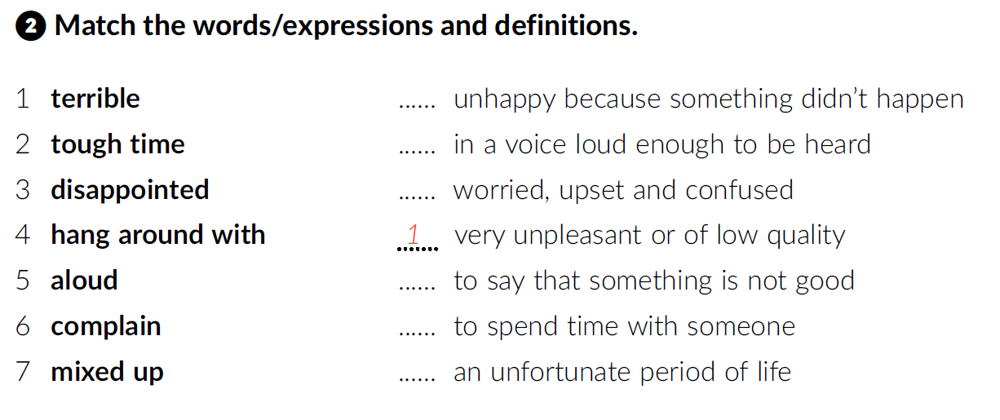 2 Match the words/expressions and definitions.
1 terrible ...... unhappy because something didn’t happen
2 tough time ...... in a voice loud enough to be heard
3 disappointed ...... worried, upset and confused
4 hang around with 1 very unpleasant or of low quality
5 aloud ...... to say that something is not good
6 complain ...... to spend time with someone
7 mixed up ...... an unfortunate period of life